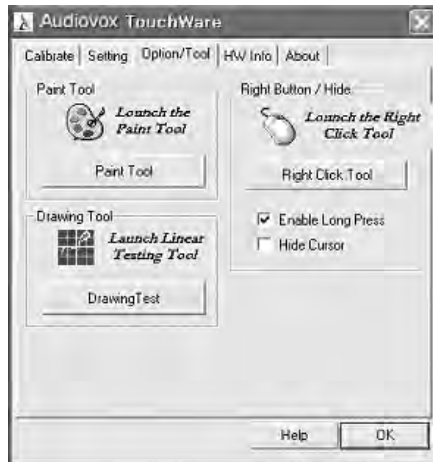 Audiovox TouchWare
Calibrate Setting Option/Tool HW Info About
Paint Tool
Lounch the
Paint Tool
Paint Tool
Right Button / Hide
Lounch the Right
Click Tool
Right Click Tool
Enable Long Press
Hide Cursor
Drawing Tool
Launch Linear
Testing Tool
DrawingTest
Help OK